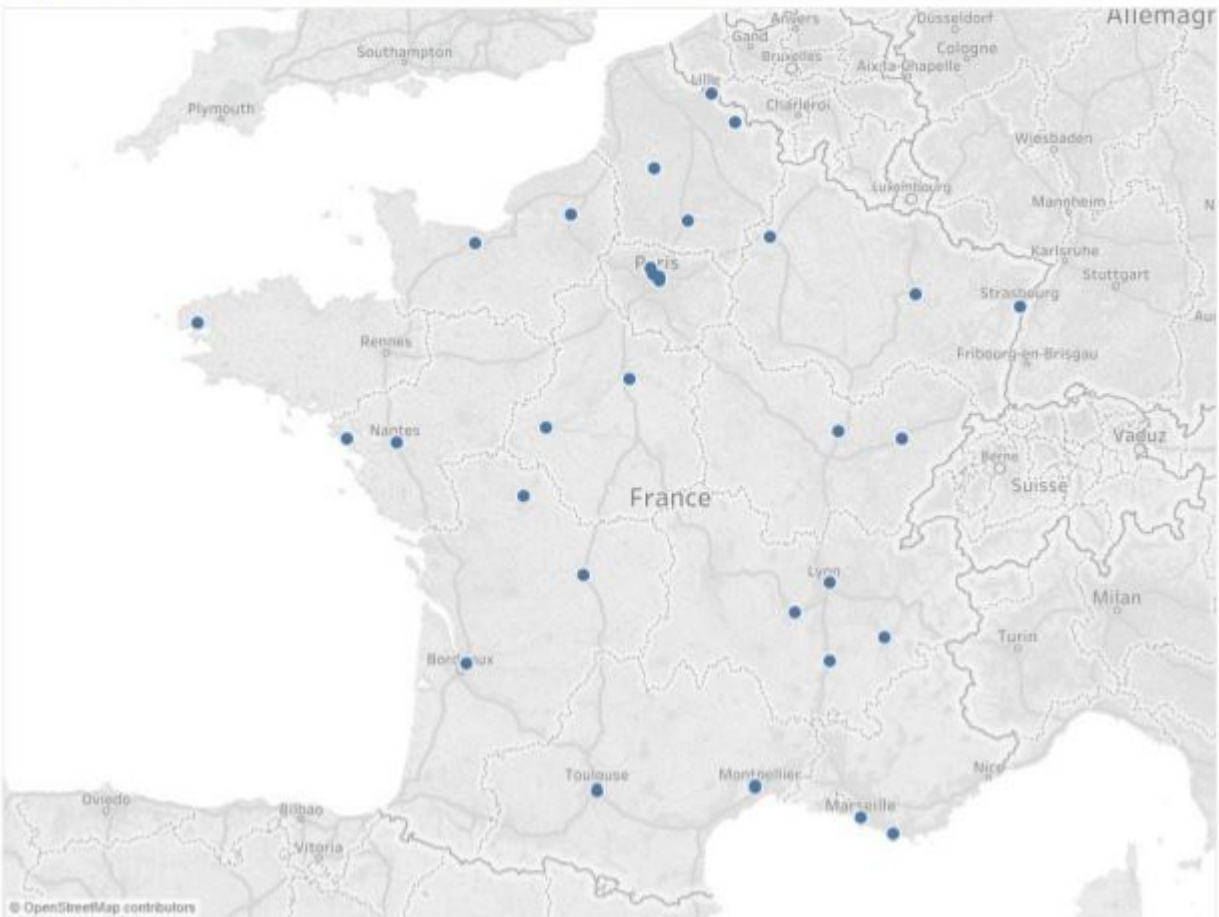 Allemagr
Anvers
Düsseldorf
Gand
Southampton
Cologne
Bruxelles
Aix-la-Chapelle
Lille
Charleroi
Plymouth
Wiesbaden
Luxembourg
Mannheim
N
Paris
Karlsruhe
Stuttgart
Strasbourg
Au
Rennes
Fribourg-en-Brisgau
Nantes
Vaduz
Berne
Suisse
France
Lyon
Milan
Turin
Bordeaux
Toulouse
Montpellier
Nice
Oviedo
Bilbao
Marseille
Vitoria
© OpenStreetMap contributors